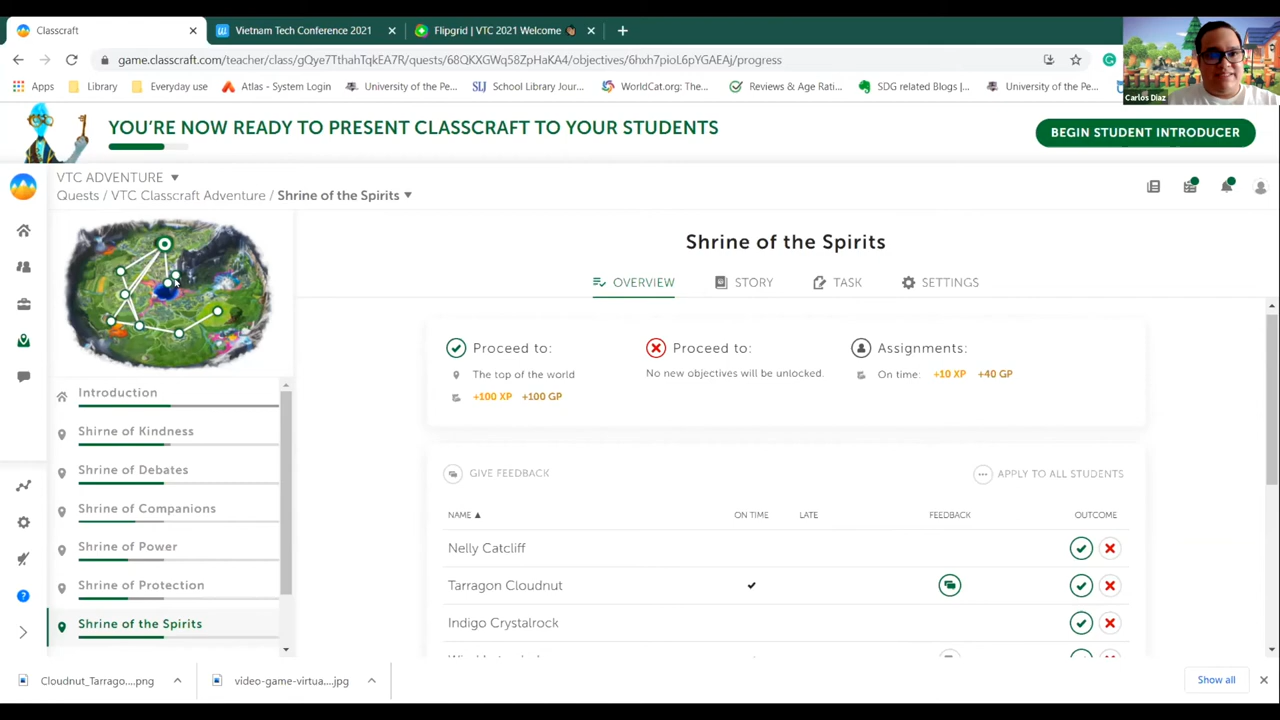 Classcraft
Vietnam Tech Conference 2021
Flipgrid | VTC 2021 Welcome
game.classcraft.com/teacher/class/gQye7TthahTqkEA7R/quests/68QKXGWq58ZpHaKA4/objectives/6hxh7pioL6pYGAEAj/progress
Apps
Library
Everyday use
Atlas - System Login
University of the Pe...
School Library Jour...
WorldCat.org: The...
Reviews & Age Rati...
SDG related Blogs |...
University of the Pe...
Carlos Diaz
YOU'RE NOW READY TO PRESENT CLASSCRAFT TO YOUR STUDENTS
BEGIN STUDENT INTRODUCER
VTC ADVENTURE
Quests / VTC Classcraft Adventure / Shrine of the Spirits
Introduction
Shirne of Kindness
Shrine of Debates
Shrine of Companions
Shrine of Power
Shrine of Protection
Shrine of the Spirits
Shrine of the Spirits
OVERVIEW
STORY
TASK
SETTINGS
Proceed to:
The top of the world
+100 XP +100 GP
Proceed to:
No new objectives will be unlocked.
Assignments:
On time: +10 XP +40 GP
GIVE FEEDBACK
APPLY TO ALL STUDENTS
NAME ON TIME LATE FEEDBACK OUTCOME
Nelly Catcliff
Tarragon Cloudnut
Indigo Crystalrock
Cloudnut_Tarrago....png
video-game-virtua....jpg
Show all